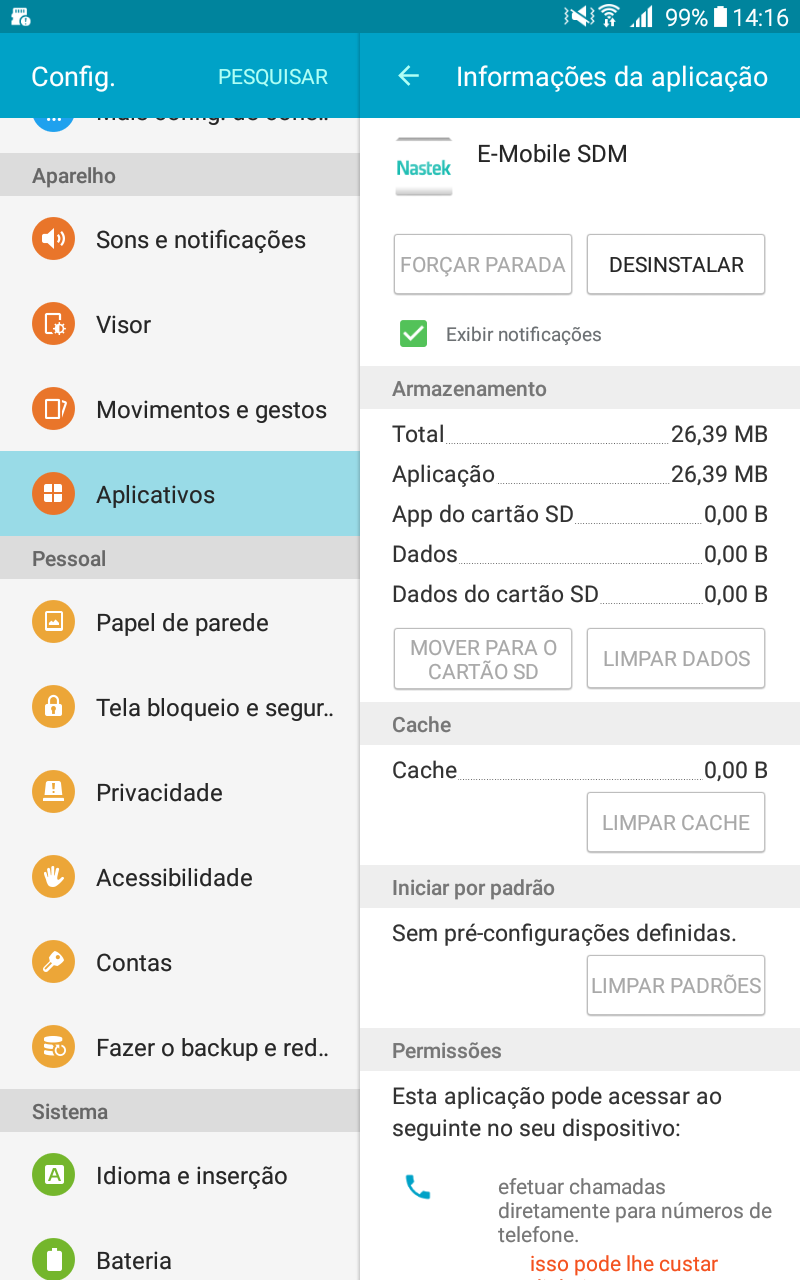 99% 14:16
Config.
PESQUISAR
Aparelho
Sons e notificações
Visor
Movimentos e gestos
Aplicativos
Pessoal
Papel de parede
Tela bloqueio e segur..
Privacidade
Acessibilidade
Contas
Fazer o backup e red..
Sistema
Idioma e inserção
Bateria
Informações da aplicação
Nastek
E-Mobile SDM
FORÇAR PARADA
DESINSTALAR
Exibir notificações
Armazenamento
Total 26,39 MB
Aplicação 26,39 MB
App do cartão SD 0,00 B
Dados 0,00 B
Dados do cartão SD 0,00 B
MOVER PARA O
CARTÃO SD
LIMPAR DADOS
Cache
Cache 0,00 B
LIMPAR CACHE
Iniciar por padrão
Sem pré-configurações definidas.
LIMPAR PADRÕES
Permissões
Esta aplicação pode acessar ao
seguinte no seu dispositivo:
efetuar chamadas
diretamente para números de
telefone.
isso pode lhe custar